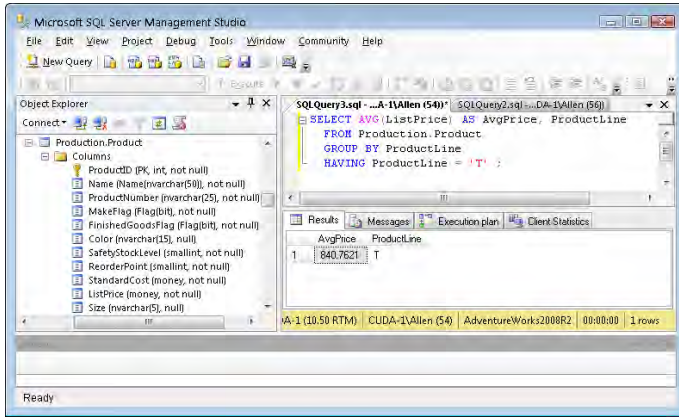 Microsoft SQL Server Management Studio
File Edit View Project Debug Tools Window Community Help
New Query
Object Explorer
Connect
Production.Product
Columns
ProductID (PK, int, not null)
Name (Name(nvarchar(50)), not null)
ProductNumber (nvarchar(25), not null)
MakeFlag (Flag(bit), not null)
FinishedGoodsFlag (Flag(bit), not null)
Color (nvarchar(15), null)
SafetyStockLevel (smallint, not null)
ReorderPoint (smallint, not null)
StandardCost (money, not null)
ListPrice (money, not null)
Size (nvarchar(5), null)
SQLQuery3.sql - ...A-1\Allen (54))* SQLQuery2.sql - ...DA-1\Allen (56))
SELECT AVG(ListPrice) AS AvgPrice, ProductLine
FROM Production.Product
GROUP BY ProductLine
HAVING ProductLine = 'T' ;
Results Messages Execution plan Client Statistics
AvgPrice ProductLine
1 840.7621 T
A-1 (10.50 RTM) CUDA-1\Allen (54) AdventureWorks2008R2 00:00:00 1 rows
Ready